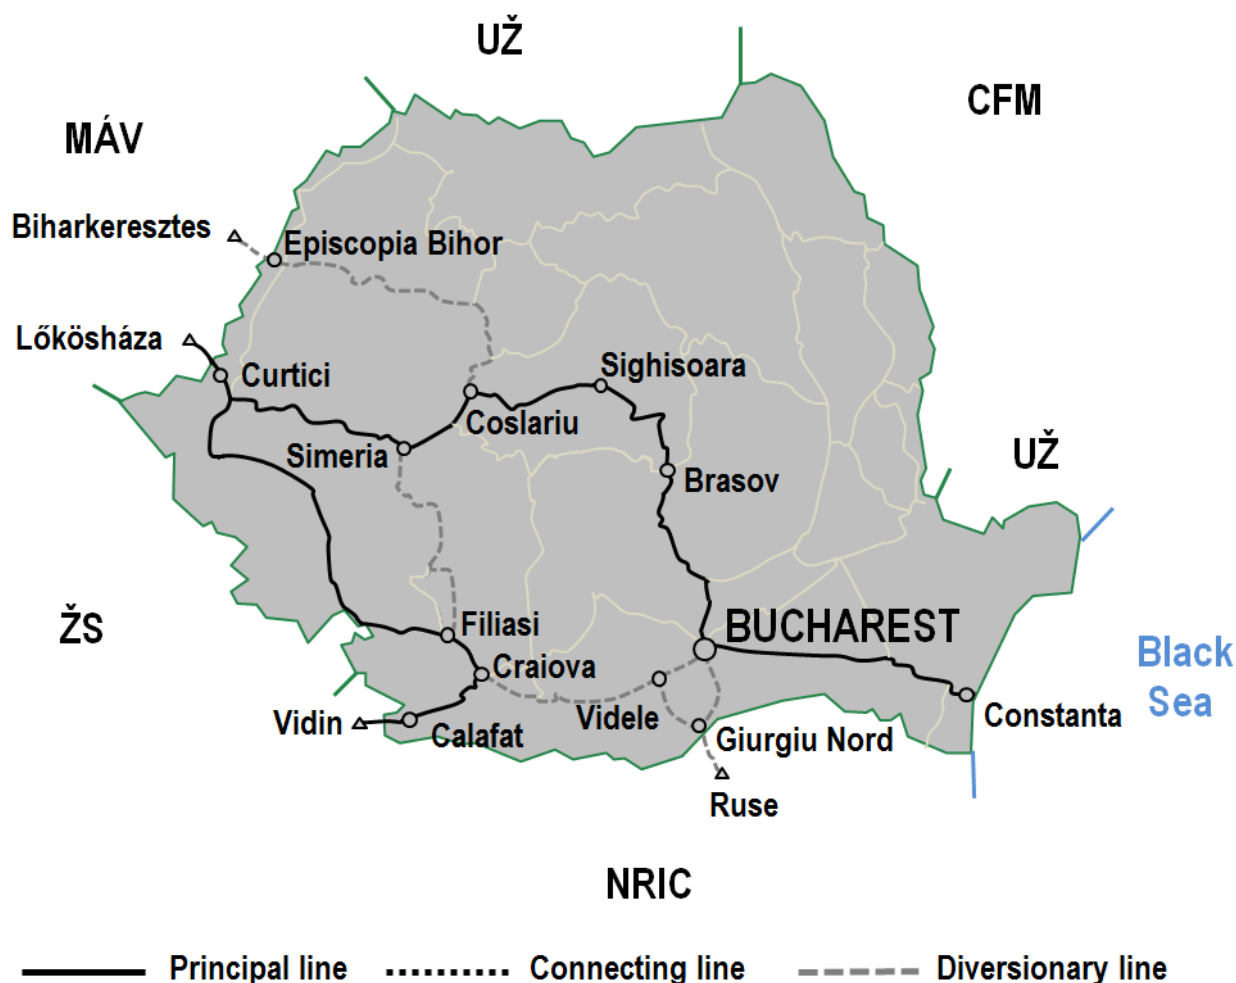 UŽ
CFM
MÁV
Biharkeresztes
Episcopia Bihor
Lőkösháza
Curtici
Sighisoara
Coslariu
Simeria
Brasov
UŽ
ŽS
Filiasi
BUCHAREST
Craiova
Black
Sea
Vidin
Calafat
Videle
Giurgiu Nord
Constanta
Ruse
NRIC
Principal line
Connecting line
Diversionary line